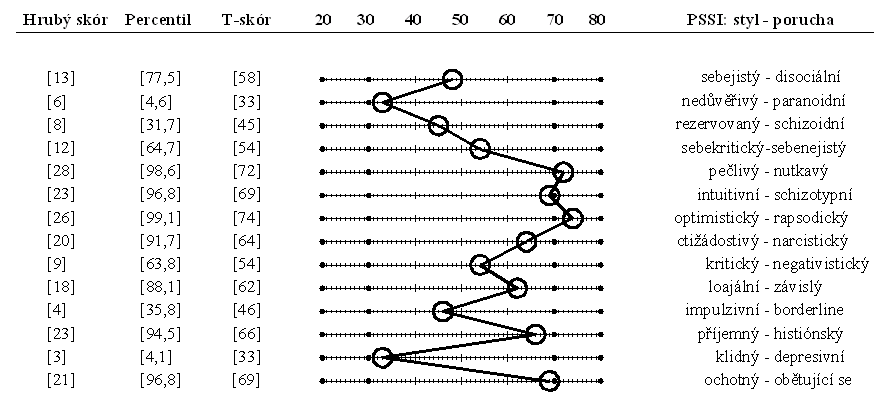 Hrubý skór Percentil T-skór 20 30 40 50 60 70 80 PSSI: styl - porucha
[13] [77,5] [58] sebejistý - disociální
[6] [4,6] [33] nedůvěřivý - paranoidní
[8] [31,7] [45] rezervovaný - schizoidní
[12] [64,7] [54] sebekritický-sebenejistý
[28] [98,6] [72] pečlivý - nutkavý
[23] [96,8] [69] intuitivní - schizotypní
[26] [99,1] [74] optimistický - rapsodický
[20] [91,7] [64] ctižádostivý - narcistický
[9] [63,8] [54] kritický - negativistický
[18] [88,1] [62] loajální - závislý
[4] [35,8] [46] impulzivní - borderline
[23] [94,5] [66] příjemný - histiónský
[3] [4,1] [33] klidný - depresivní
[21] [96,8] [69] ochotný - obětující se